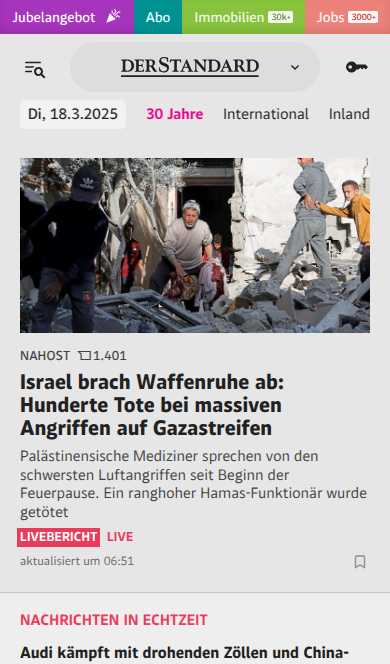 Jubelangebot Abo Immobilien 30k+ Jobs 3000+
DERSTANDARD
Di, 18.3.2025 30 Jahre International Inland
NAHOST 1.401
Israel brach Waffenruhe ab:
Hunderte Tote bei massiven
Angriffen auf Gazastreifen
Palästinensische Mediziner sprechen von den
schwersten Luftangriffen seit Beginn der
Feuerpause. Ein ranghoher Hamas-Funktionär wurde
getötet
LIVEBERICHT LIVE
aktualisiert um 06:51
NACHRICHTEN IN ECHTZEIT
Audi kämpft mit drohenden Zöllen und China-